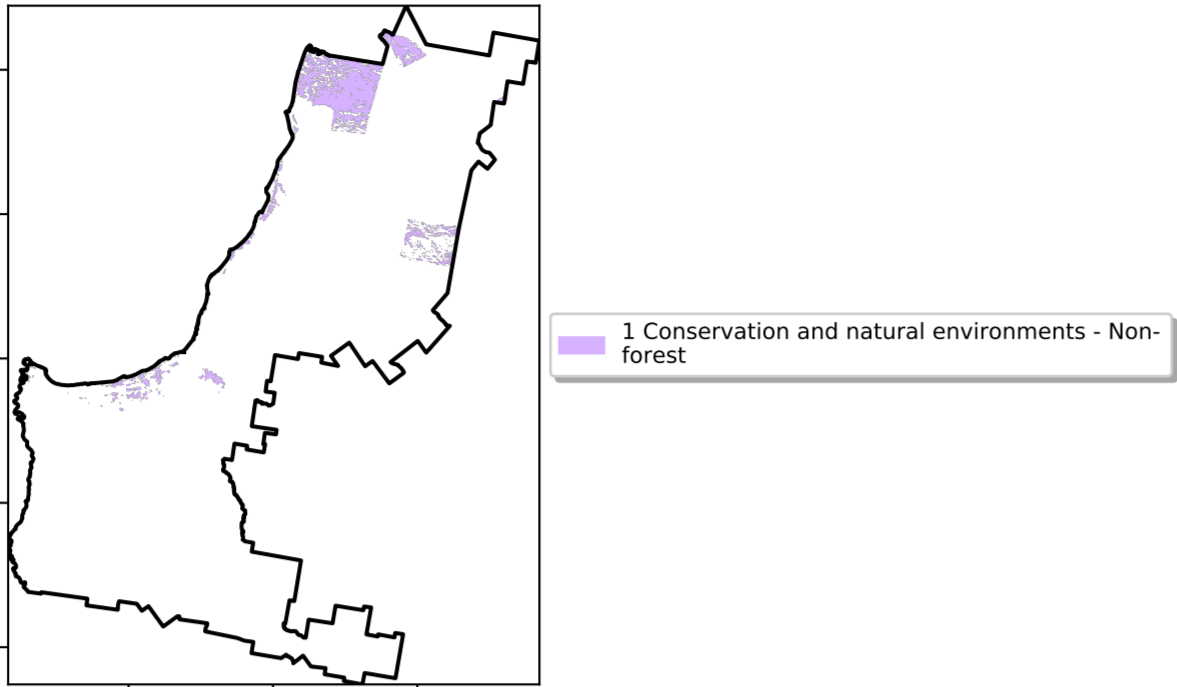 1 Conservation and natural environments - Non-
forest